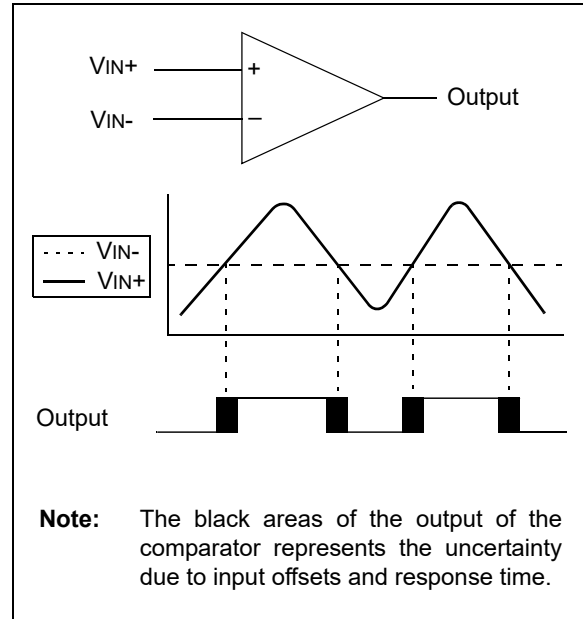 VIN+
+
Output
VIN-
−
VIN-
VIN+
Output
Note: The black areas of the output of the
comparator represents the uncertainty
due to input offsets and response time.